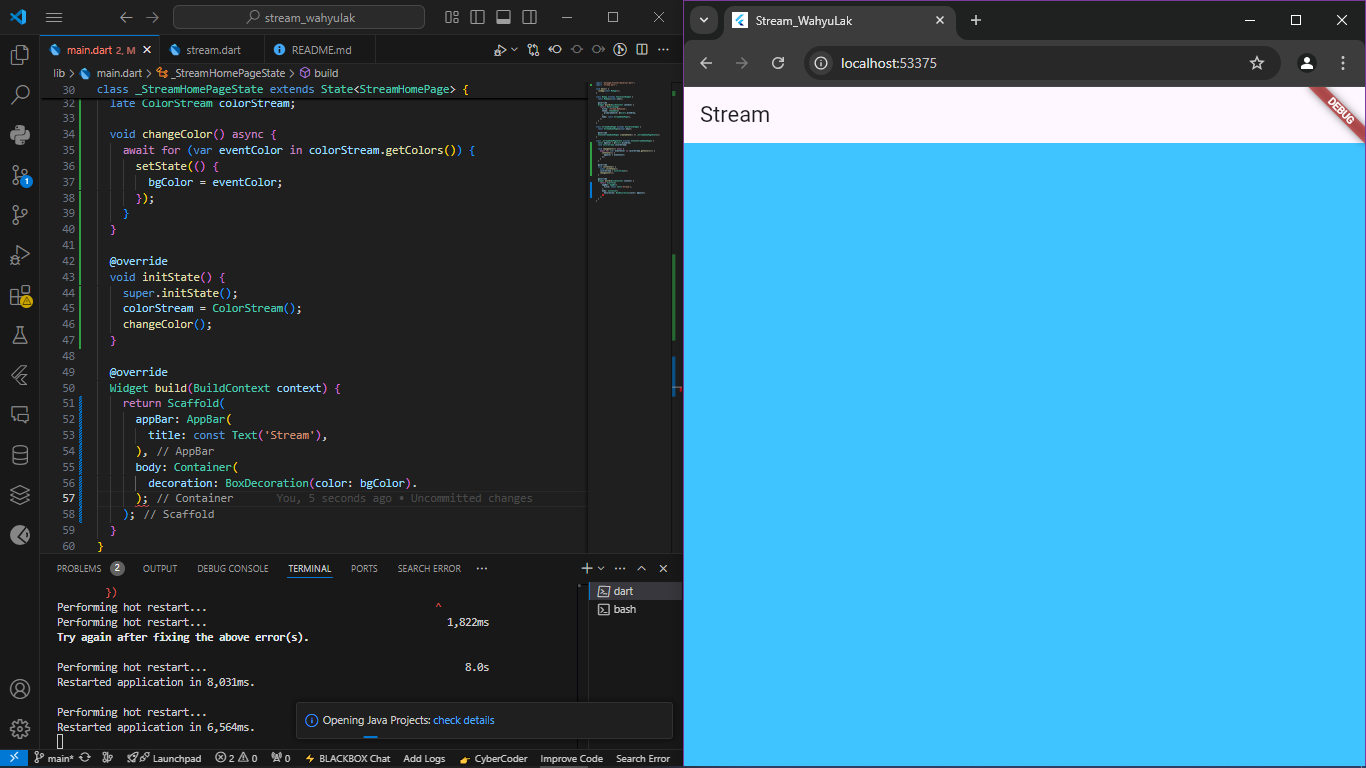 stream_wahyulak
main.dart 2, M
stream.dart
README.md
lib > main.dart > _StreamHomePageState > build
30 class _StreamHomePageState extends State<StreamHomePage> {
32 late ColorStream colorStream;
33
34 void changeColor() async {
35 await for (var eventColor in colorStream.getColors()) {
36 setState(() {
37 bgColor = eventColor;
38 });
39 }
40 }
41
42 @override
43 void initState() {
44 super.initState();
45 colorStream = ColorStream();
46 changeColor();
47 }
48
49 @override
50 Widget build(BuildContext context) {
51 return Scaffold(
52 appBar: AppBar(
53 title: const Text('Stream'),
54 ), // AppBar
55 body: Container(
56 decoration: BoxDecoration(color: bgColor).
57 ); // Container You, 5 seconds ago • Uncommitted changes
58 ); // Scaffold
59 }
60 }
1
PROBLEMS 2 OUTPUT DEBUG CONSOLE TERMINAL PORTS SEARCH ERROR
})
Performing hot restart... ^
Performing hot restart... 1,822ms
Try again after fixing the above error(s).
Performing hot restart... 8.0s
Restarted application in 8,031ms.
Performing hot restart...
Restarted application in 6,564ms.
dart
bash
Opening Java Projects: check details
main* Launchpad 2 0 0 BLACKBOX Chat Add Logs CyberCoder Improve Code Search Error
Stream_WahyuLak
localhost:53375
Stream
DEBUG